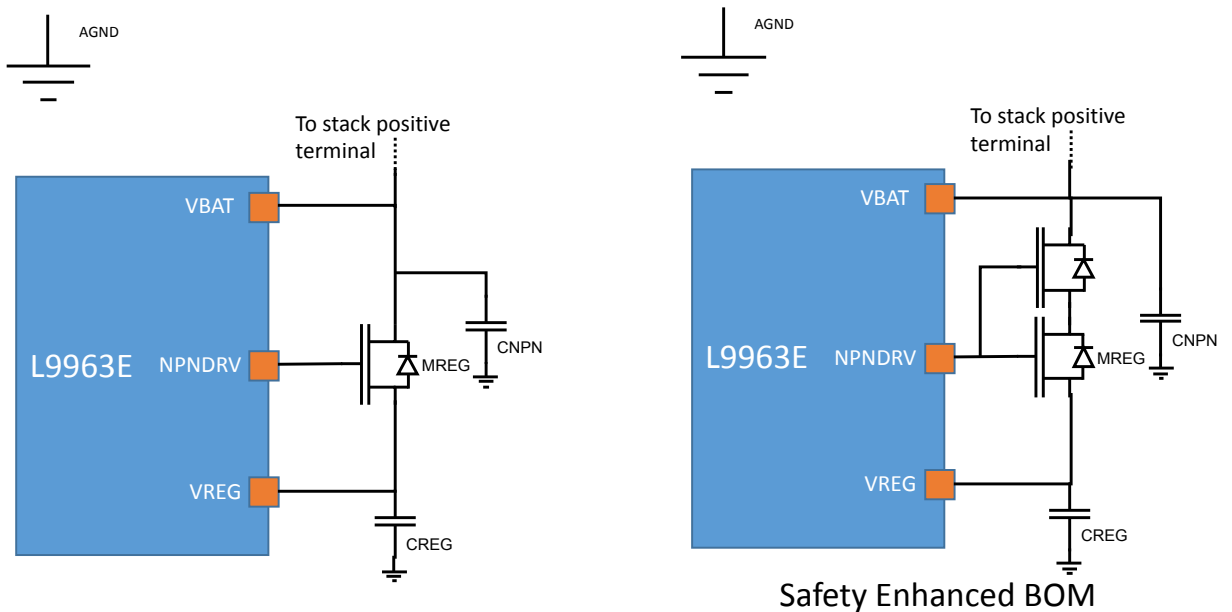 AGND
To stack positive
terminal
VBAT
L9963E
NPNDRV
MREG
CNPN
VREG
CREG
AGND
To stack positive
terminal
VBAT
L9963E
NPNDRV
MREG
CNPN
VREG
CREG
Safety Enhanced BOM